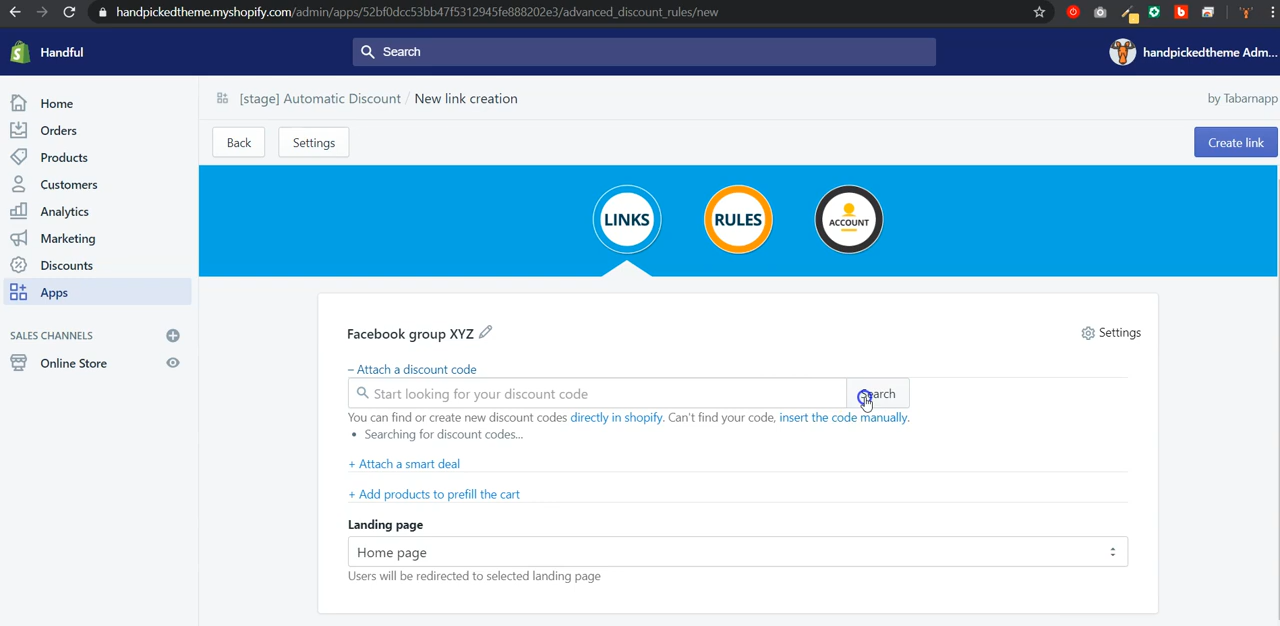 handpickedtheme.myshopify.com/admin/apps/52bf0dcc53bb47f5312945fe888202e3/advanced_discount_rules/new
Handful
Search
handpickedtheme Adm...
Home
Orders
Products
Customers
Analytics
Marketing
Discounts
Apps
SALES CHANNELS
Online Store
[stage] Automatic Discount / New link creation
by Tabarnapp
Back
Settings
Create link
LINKS
RULES
ACCOUNT
Facebook group XYZ
Settings
– Attach a discount code
Start looking for your discount code
Search
You can find or create new discount codes directly in shopify. Can't find your code, insert the code manually.
• Searching for discount codes...
+ Attach a smart deal
+ Add products to prefill the cart
Landing page
Home page
Users will be redirected to selected landing page